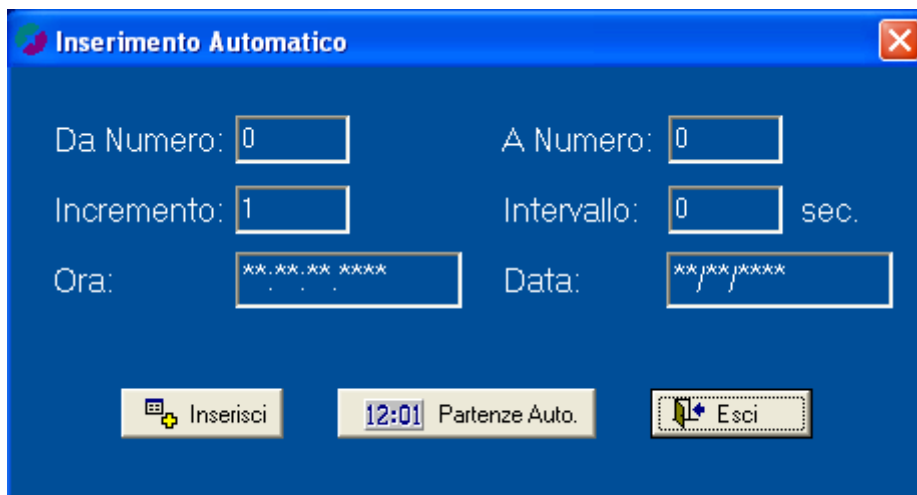 Inserimento Automatico
Da Numero: 0 A Numero: 0
Incremento: 1 Intervallo: 0 sec.
Ora: **:**:**.**** Data: **/**/****
Inserisci 12:01 Partenze Auto. Esci